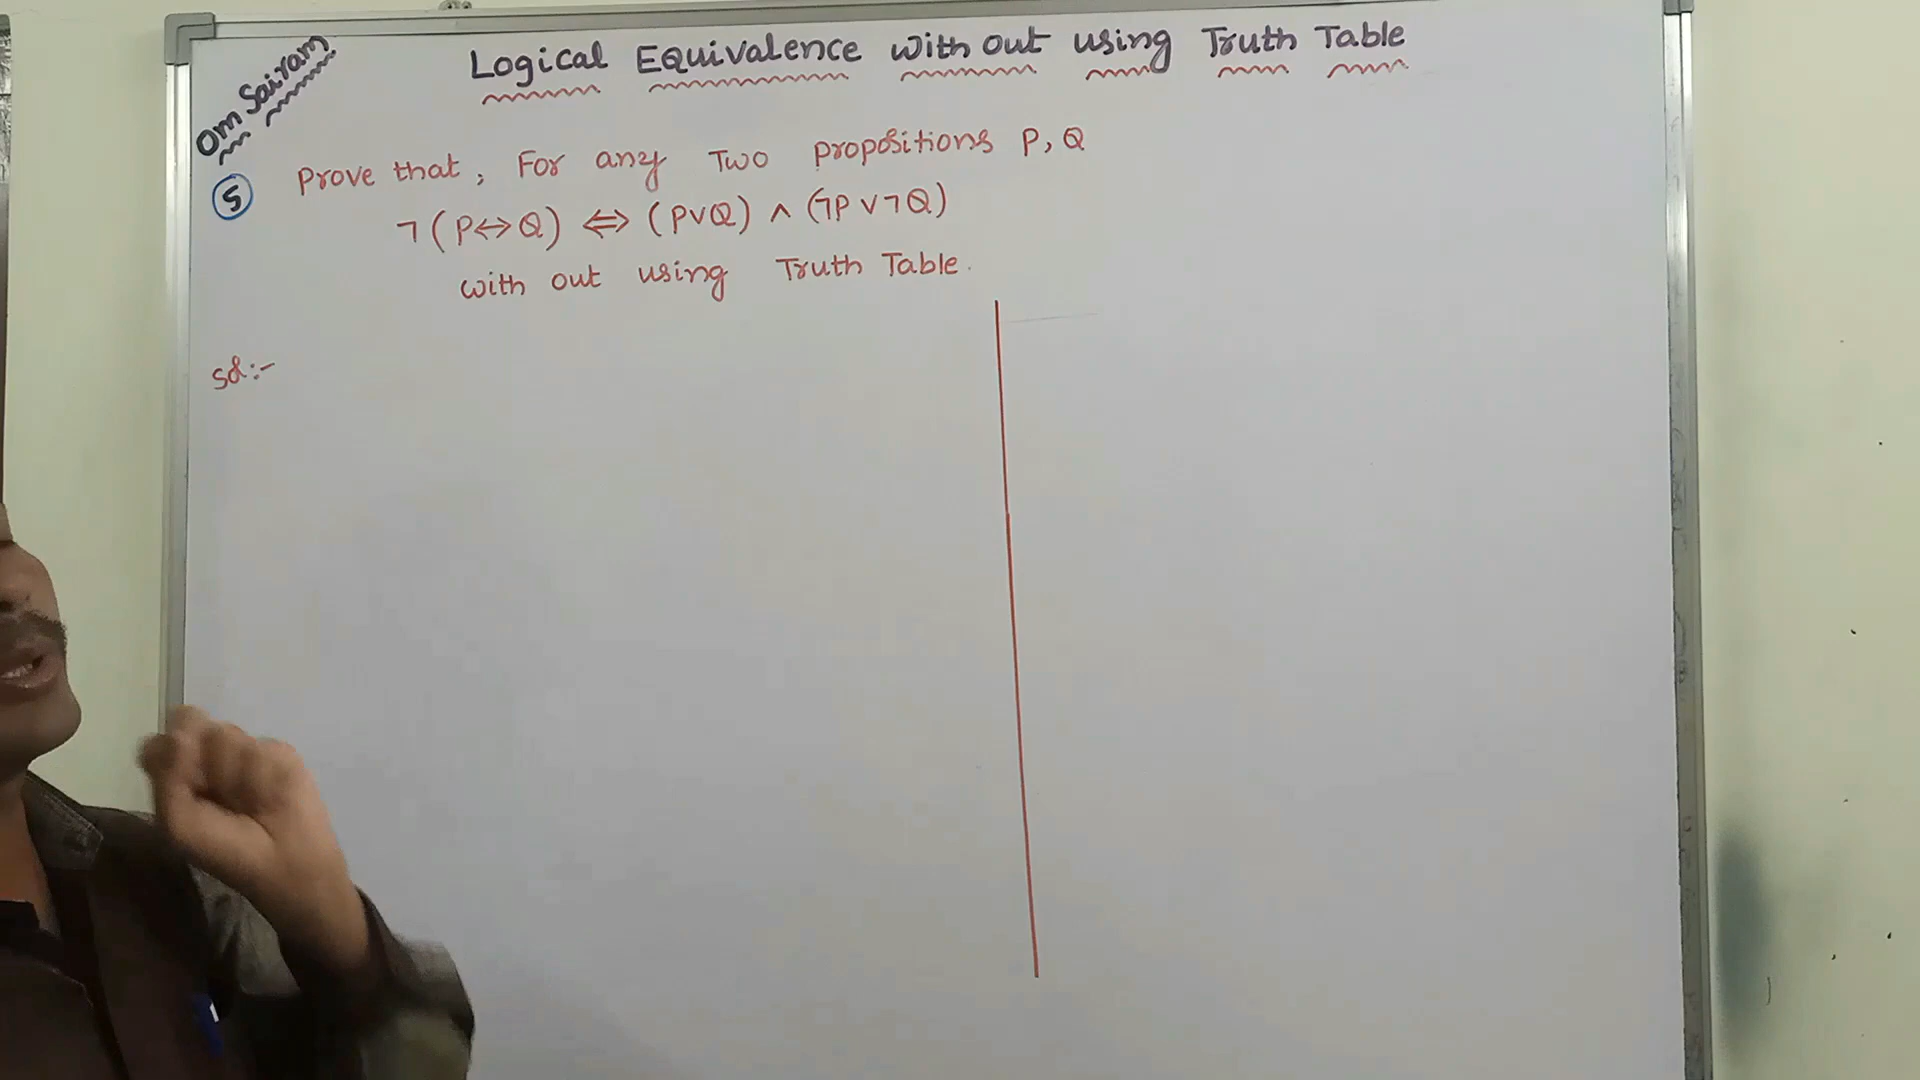 Om Sairam
Logical Equivalence with out using Truth Table
5 Prove that, For any Two propositions P, Q
¬(P↔Q) ⇔ (P∨Q) ∧ (¬P∨¬Q)
with out using Truth Table.
Sol:-